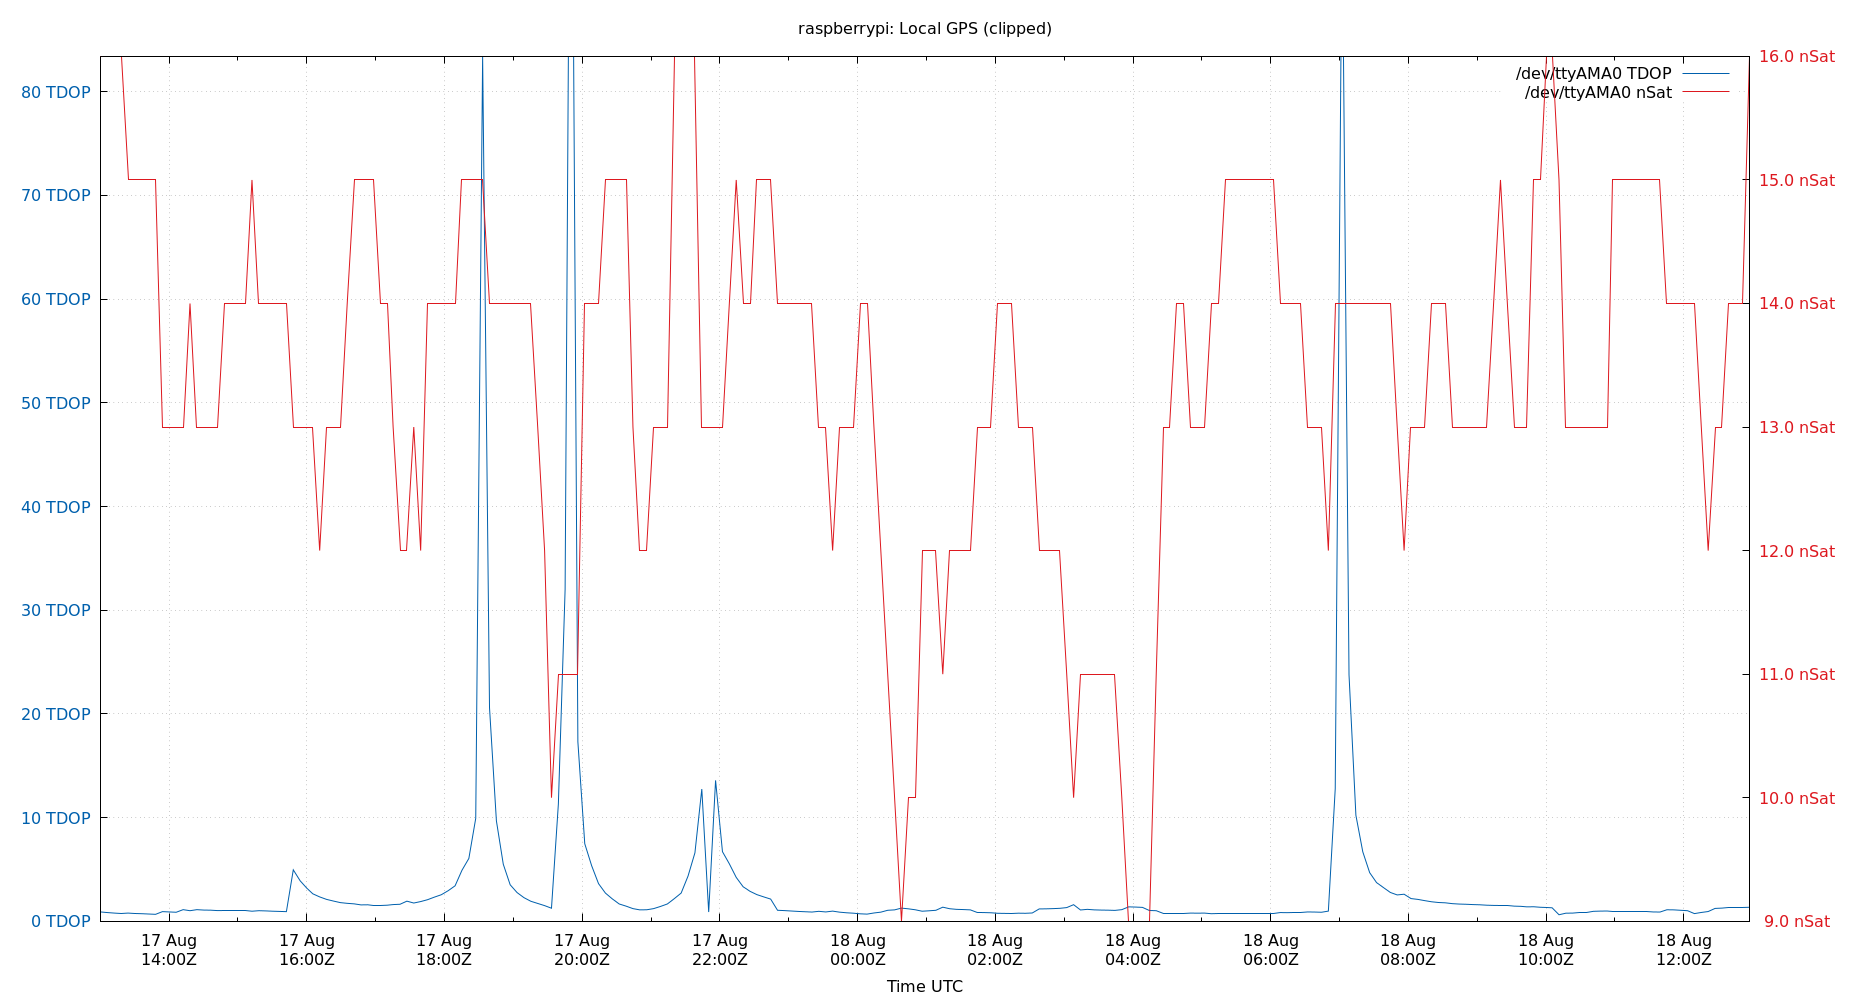 raspberrypi: Local GPS (clipped)
/dev/ttyAMA0 TDOP
/dev/ttyAMA0 nSat
80 TDOP
70 TDOP
60 TDOP
50 TDOP
40 TDOP
30 TDOP
20 TDOP
10 TDOP
0 TDOP
16.0 nSat
15.0 nSat
14.0 nSat
13.0 nSat
12.0 nSat
11.0 nSat
10.0 nSat
9.0 nSat
17 Aug
14:00Z
17 Aug
16:00Z
17 Aug
18:00Z
17 Aug
20:00Z
17 Aug
22:00Z
18 Aug
00:00Z
18 Aug
02:00Z
18 Aug
04:00Z
18 Aug
06:00Z
18 Aug
08:00Z
18 Aug
10:00Z
18 Aug
12:00Z
Time UTC